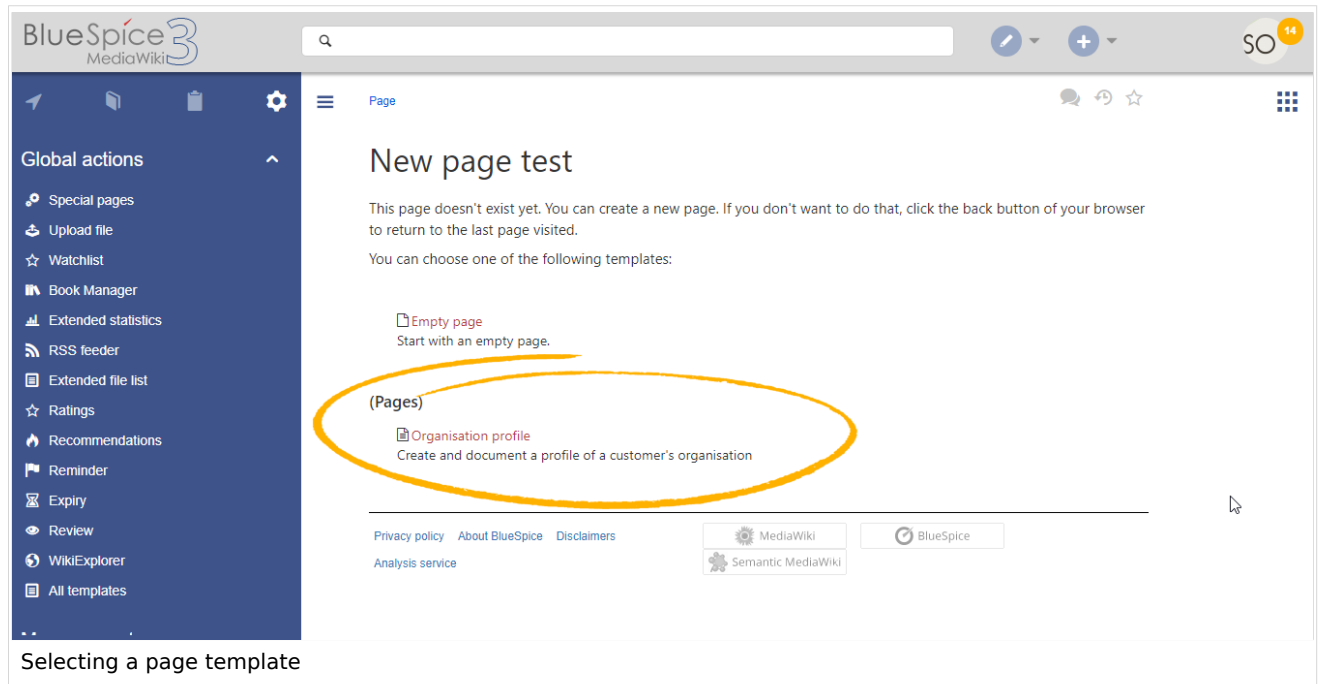 BlueSpice 3
MediaWiki
SO
14
Page
Global actions
Special pages
Upload file
Watchlist
Book Manager
Extended statistics
RSS feeder
Extended file list
Ratings
Recommendations
Reminder
Expiry
Review
WikiExplorer
All templates
New page test
This page doesn't exist yet. You can create a new page. If you don't want to do that, click the back button of your browser
to return to the last page visited.
You can choose one of the following templates:
Empty page
Start with an empty page.
(Pages)
Organisation profile
Create and document a profile of a customer's organisation
Privacy policy About BlueSpice Disclaimers
Analysis service
MediaWiki
BlueSpice
Semantic MediaWiki
Selecting a page template